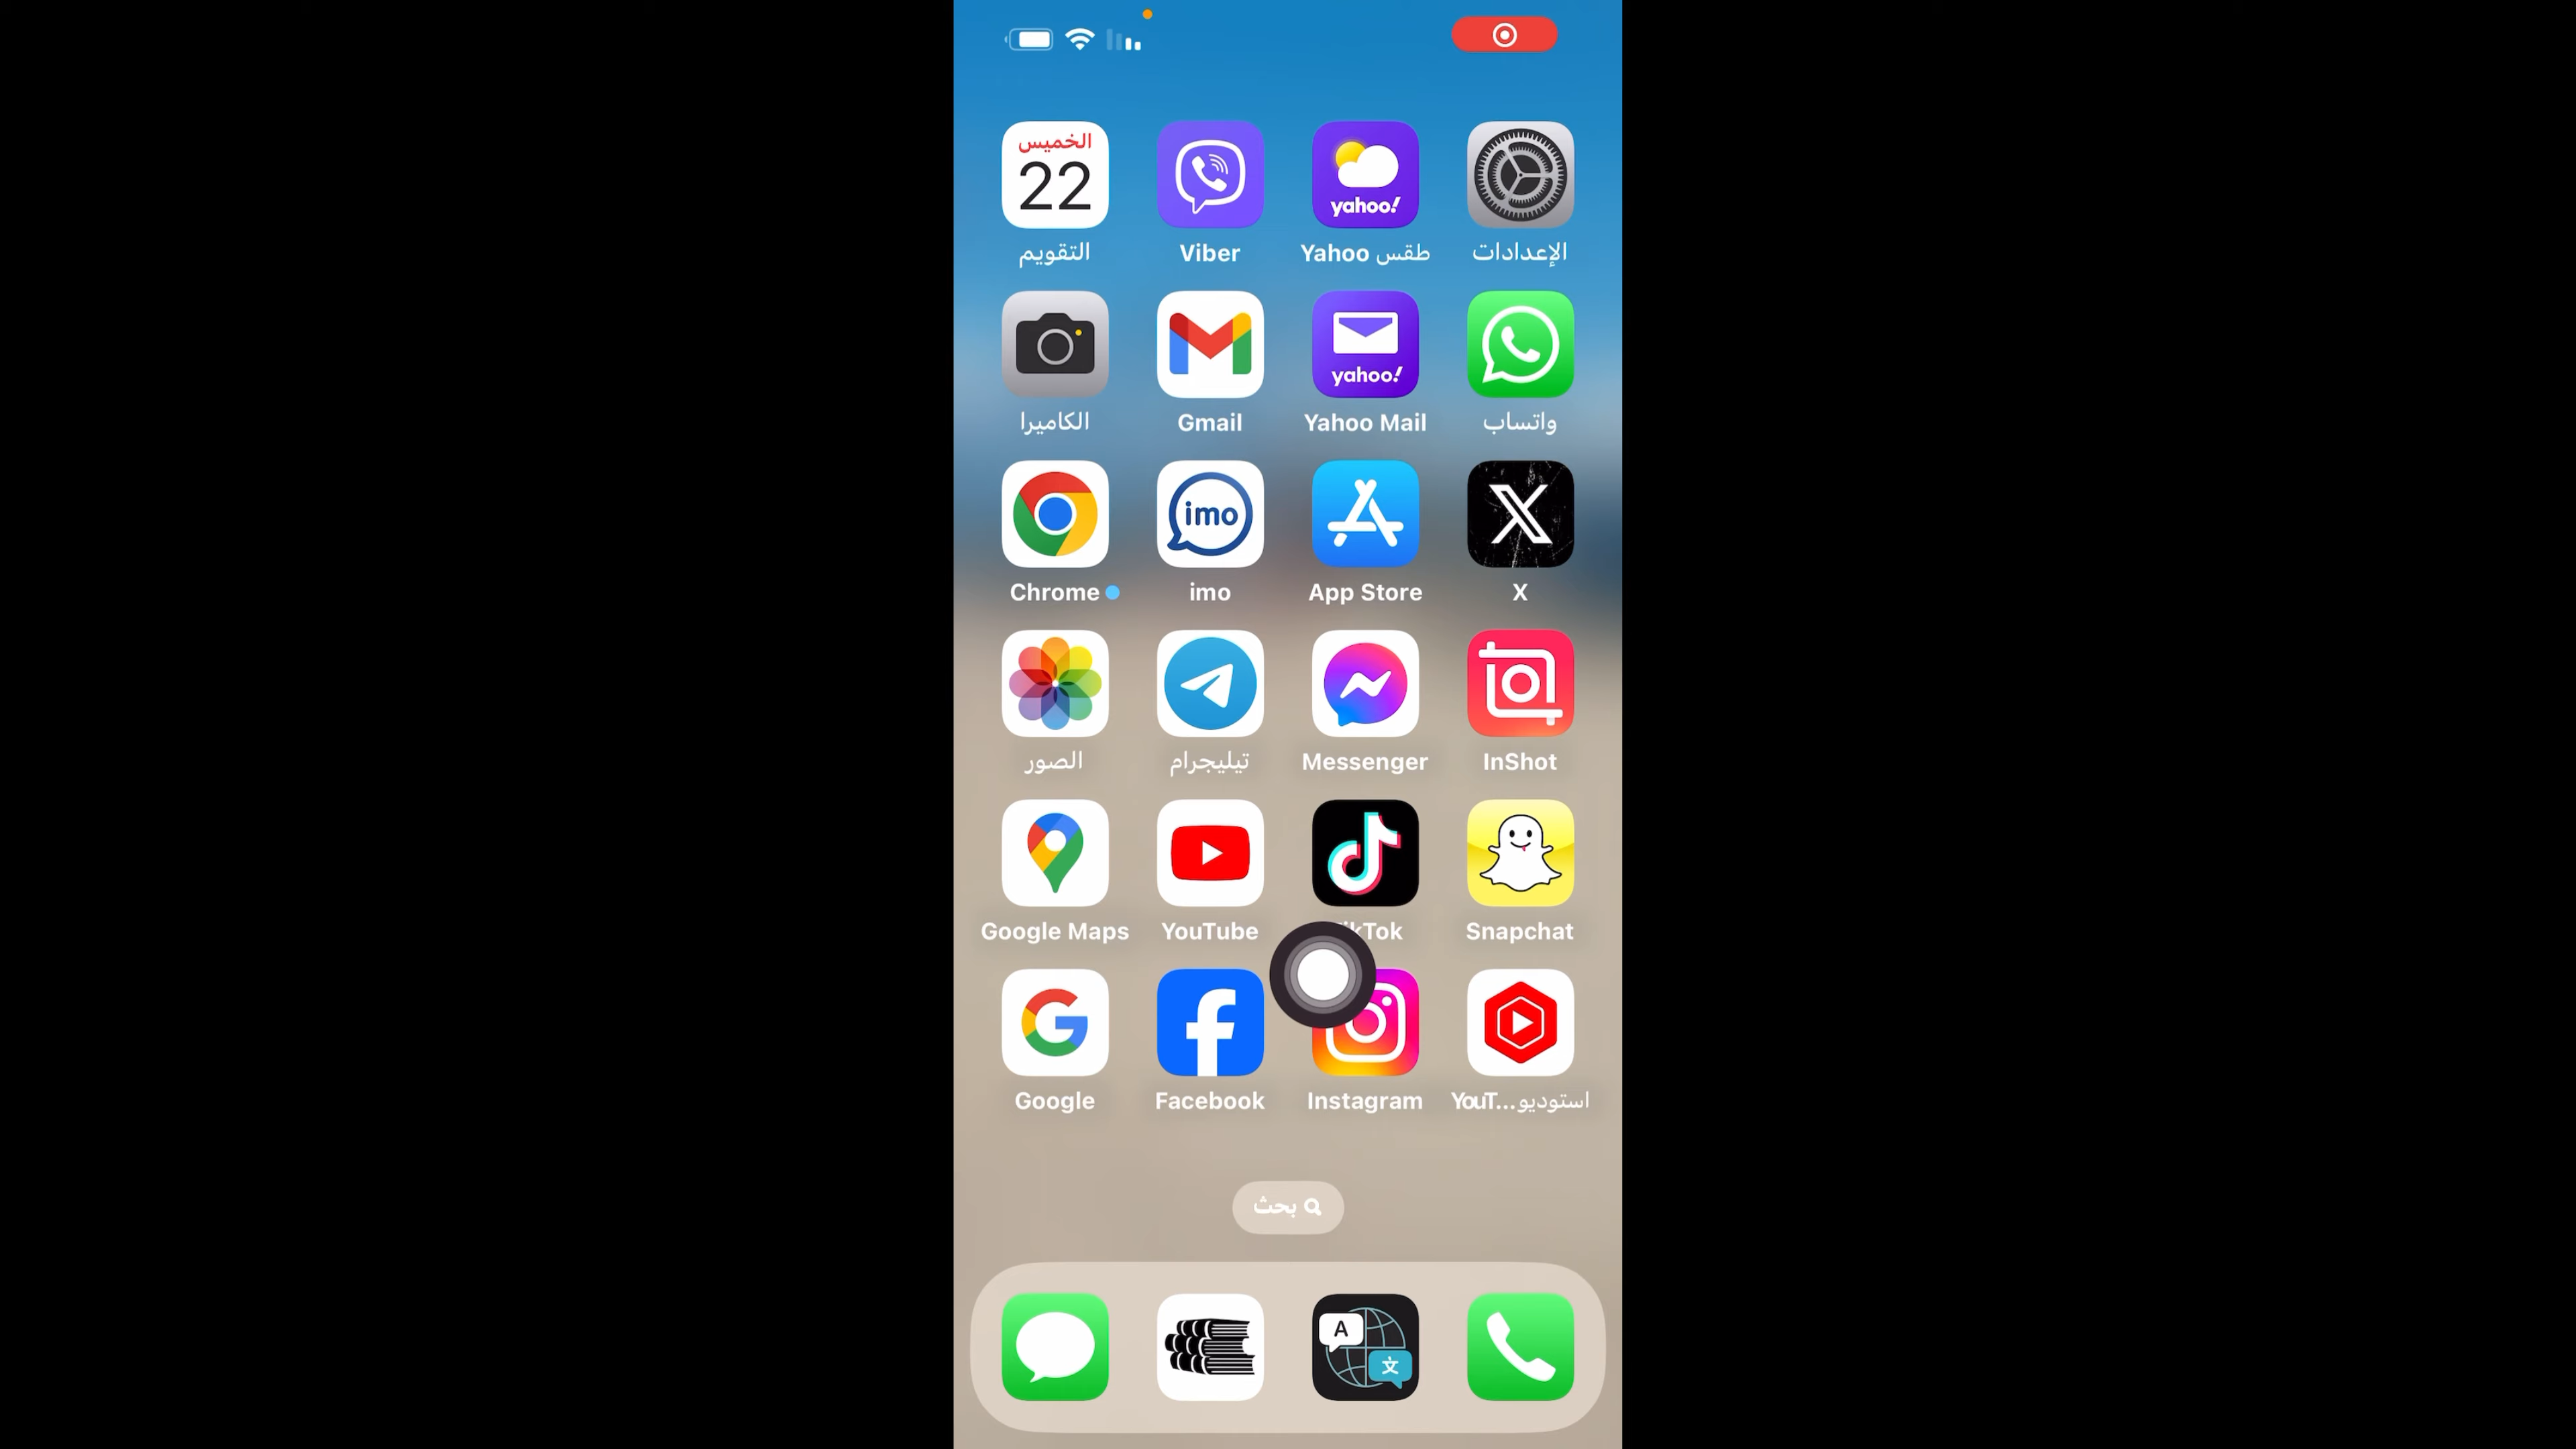 الخميس
22
yahoo!
التقويم
Viber
طقس Yahoo
الإعدادات
yahoo!
الكاميرا
Gmail
Yahoo Mail
واتساب
imo
Chrome
imo
App Store
X
الصور
تيليجرام
Messenger
InShot
Google Maps
YouTube
Snapchat
Google
Facebook
Instagram
استوديو YouT...
بحث
A
文